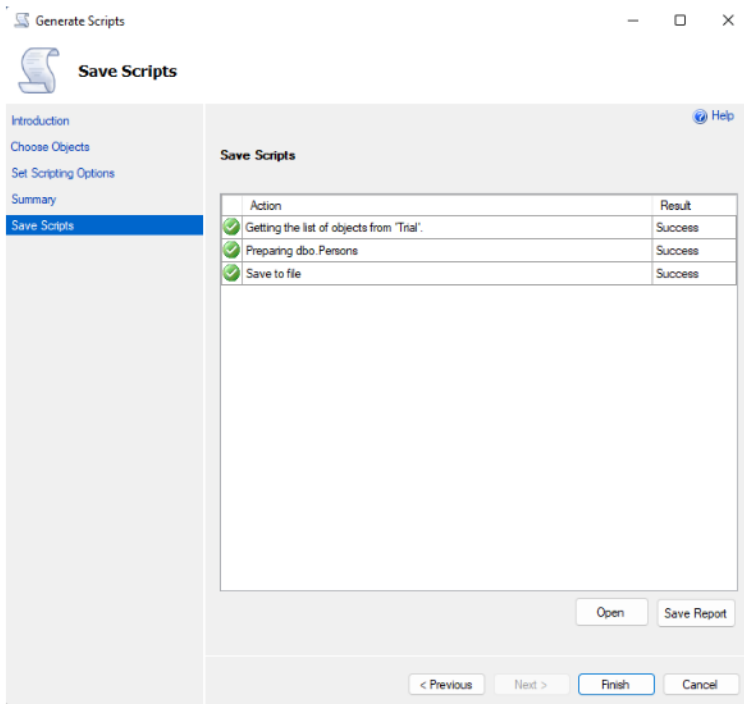 Generate Scripts
Save Scripts
Introduction
Choose Objects
Set Scripting Options
Summary
Save Scripts
Help
Save Scripts
Action Result
Getting the list of objects from 'Trial'. Success
Preparing dbo.Persons Success
Save to file Success
Open Save Report
< Previous Next > Finish Cancel